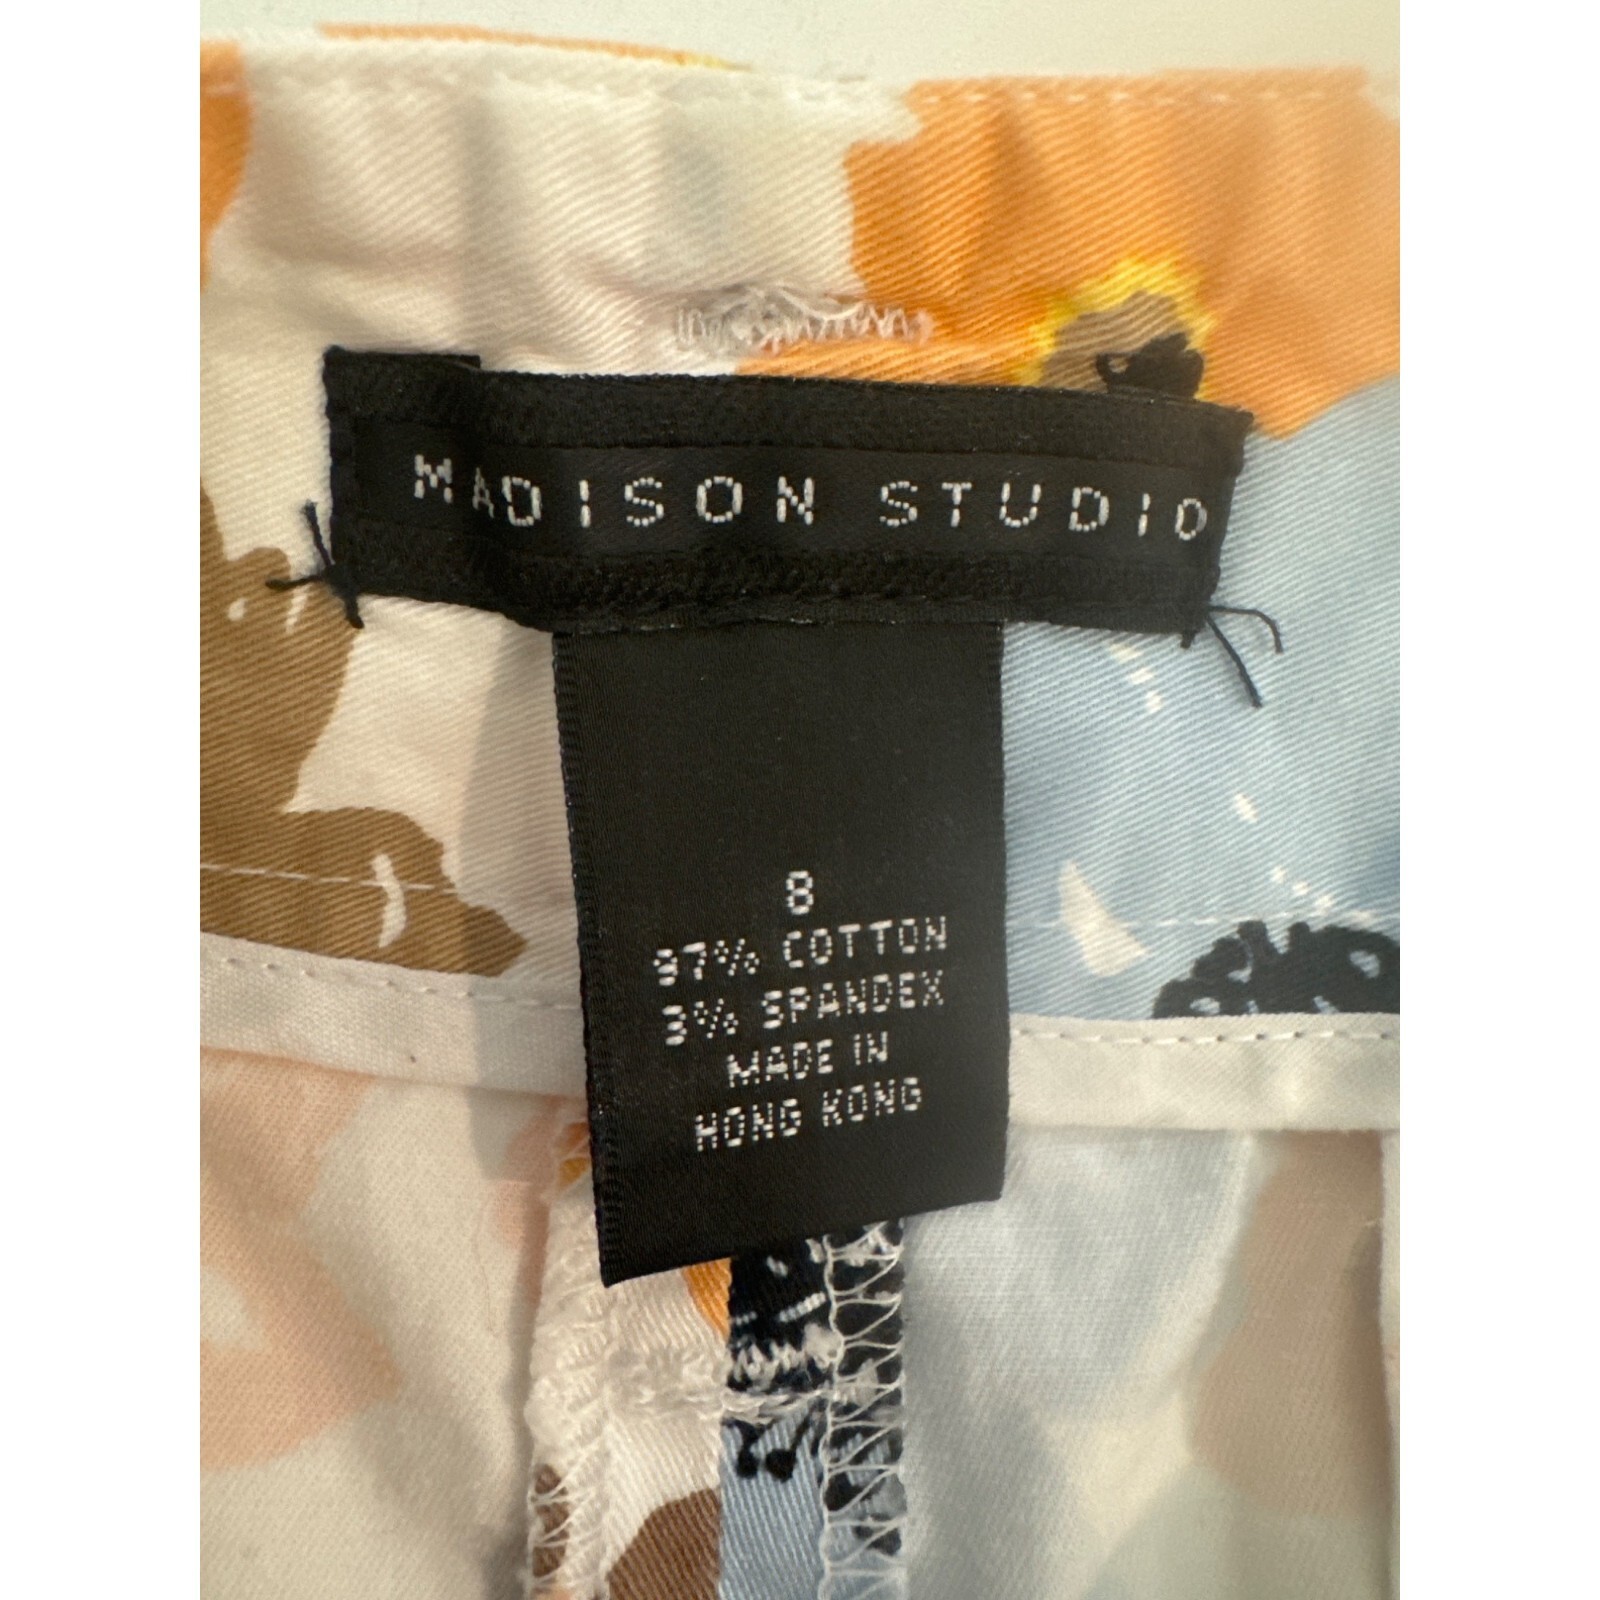 MADISON STUDIO
8
97% COTTON
3% SPANDEX
MADE IN
HONG KONG